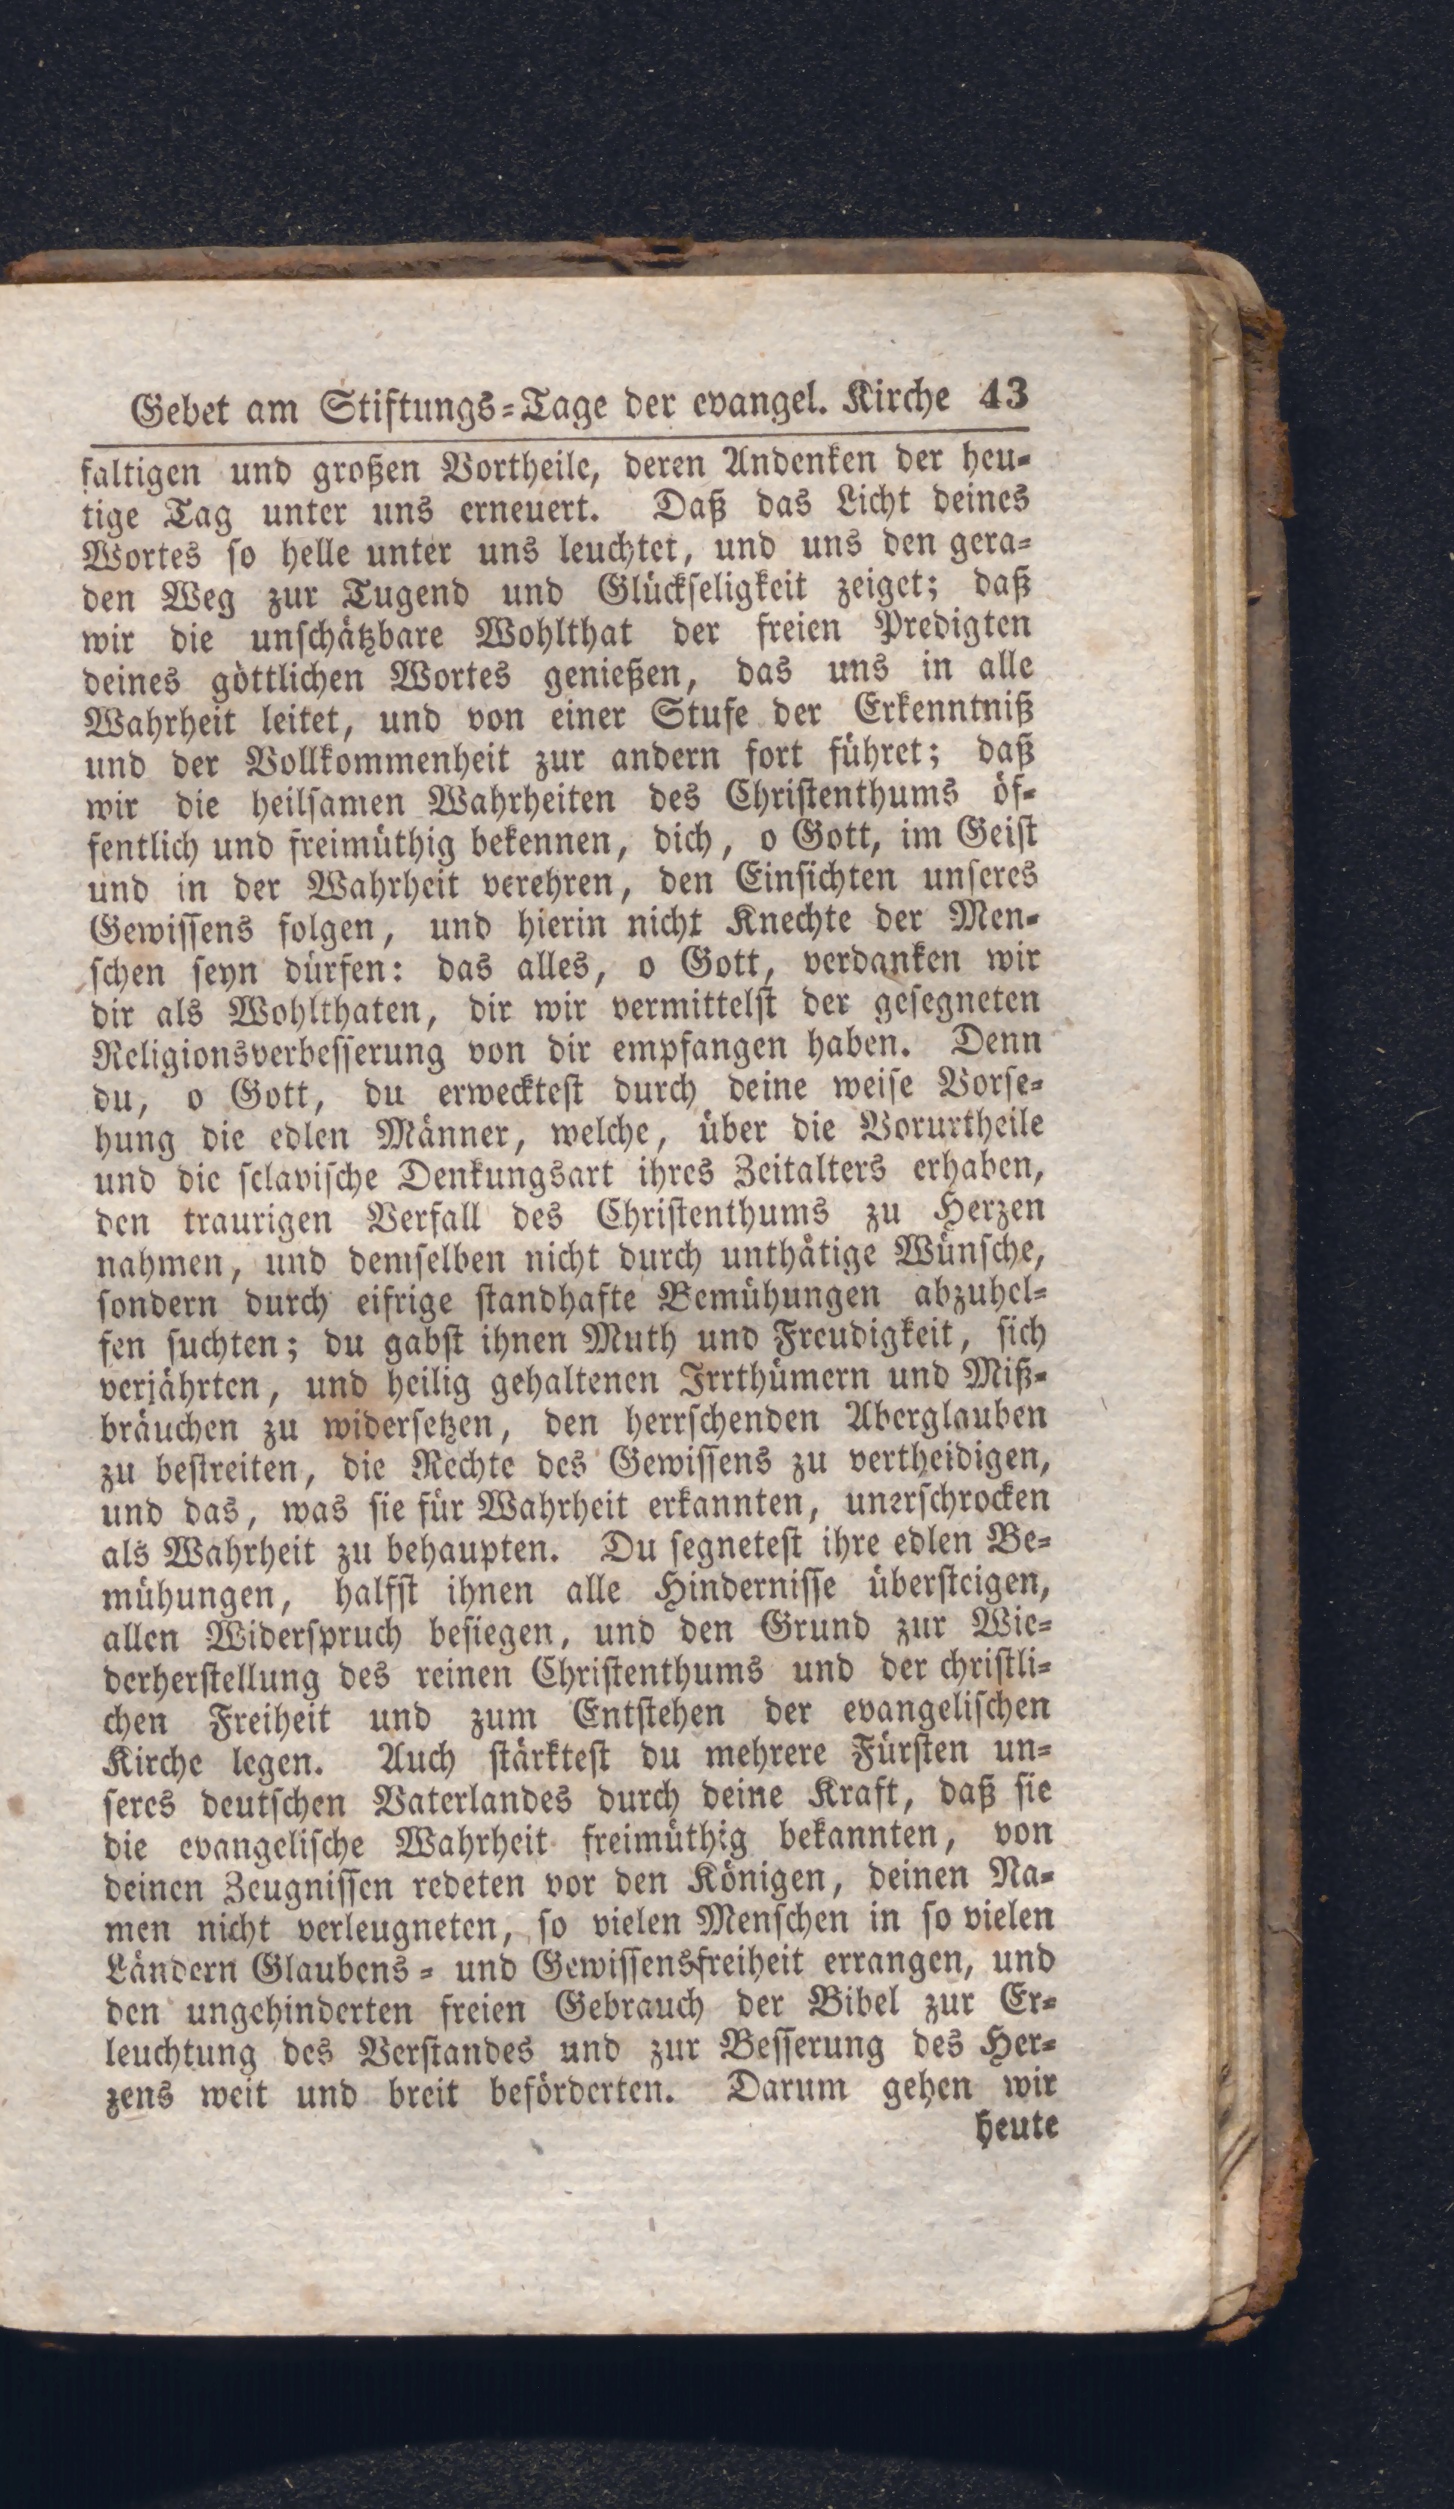 Gebet am Stiftungs-Tage der evangel. Kirche 43
faltigen und großen Vortheile, deren Andenken der heu-
tige Tag unter uns erneuert. Daß das Licht deines
Wortes so helle unter uns leuchtet, und uns den gera-
den Weg zur Tugend und Glückseligkeit zeiget; daß
wir die unschätzbare Wohlthat der freien Predigten
deines göttlichen Wortes genießen, das uns in alle
Wahrheit leitet, und von einer Stufe der Erkenntniß
und der Vollkommenheit zur andern fort führet; daß
wir die heilsamen Wahrheiten des Christenthums öf-
fentlich und freimüthig bekennen, dich, o Gott, im Geist
und in der Wahrheit verehren, den Einsichten unseres
Gewissens folgen, und hierin nicht Knechte der Men-
schen seyn dürfen: das alles, o Gott, verdanken wir
dir als Wohlthaten, dir wir vermittelst der gesegneten
Religionsverbesserung von dir empfangen haben. Denn
du, o Gott, du erwecktest durch deine weise Vorse-
hung die edlen Männer, welche, über die Vorurtheile
und die sclavische Denkungsart ihres Zeitalters erhaben,
den traurigen Verfall des Christenthums zu Herzen
nahmen, und demselben nicht durch unthätige Wünsche,
sondern durch eifrige standhafte Bemühungen abzuhel-
fen suchten; du gabst ihnen Muth und Freudigkeit, sich
verjährten, und heilig gehaltenen Irrthümern und Miß-
bräuchen zu widersetzen, den herrschenden Aberglauben
zu bestreiten, die Rechte des Gewissens zu vertheidigen,
und das, was sie für Wahrheit erkannten, unerschrocken
als Wahrheit zu behaupten. Du segnetest ihre edlen Be-
mühungen, halfst ihnen alle Hindernisse übersteigen,
allen Widerspruch besiegen, und den Grund zur Wie-
derherstellung des reinen Christenthums und der christli-
chen Freiheit und zum Entstehen der evangelischen
Kirche legen. Auch stärktest du mehrere Fürsten un-
seres deutschen Vaterlandes durch deine Kraft, daß sie
die evangelische Wahrheit freimüthig bekannten, von
deinen Zeugnissen redeten vor den Königen, deinen Na-
men nicht verleugneten, so vielen Menschen in so vielen
Ländern Glaubens- und Gewissensfreiheit errangen, und
den ungehinderten freien Gebrauch der Bibel zur Er-
leuchtung des Verstandes und zur Besserung des Her-
zens weit und breit beförderten. Darum gehen wir
heute